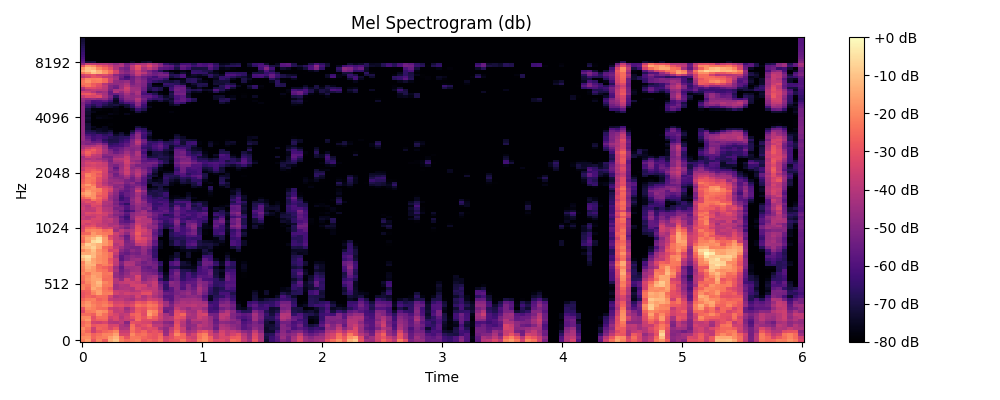 Mel Spectrogram (db)
Hz
8192
4096
2048
1024
512
0
0 1 2 3 4 5 6
Time
+0 dB
-10 dB
-20 dB
-30 dB
-40 dB
-50 dB
-60 dB
-70 dB
-80 dB